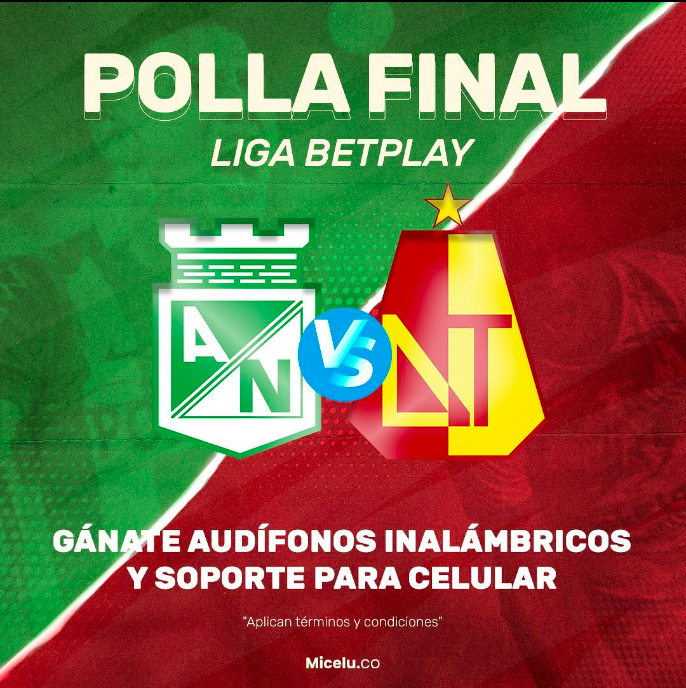 POLLA FINAL
LIGA BETPLAY
AN
VS
DT
GÁNATE AUDÍFONOS INALÁMBRICOS
Y SOPORTE PARA CELULAR
"Aplican términos y condiciones"
Micelu.co